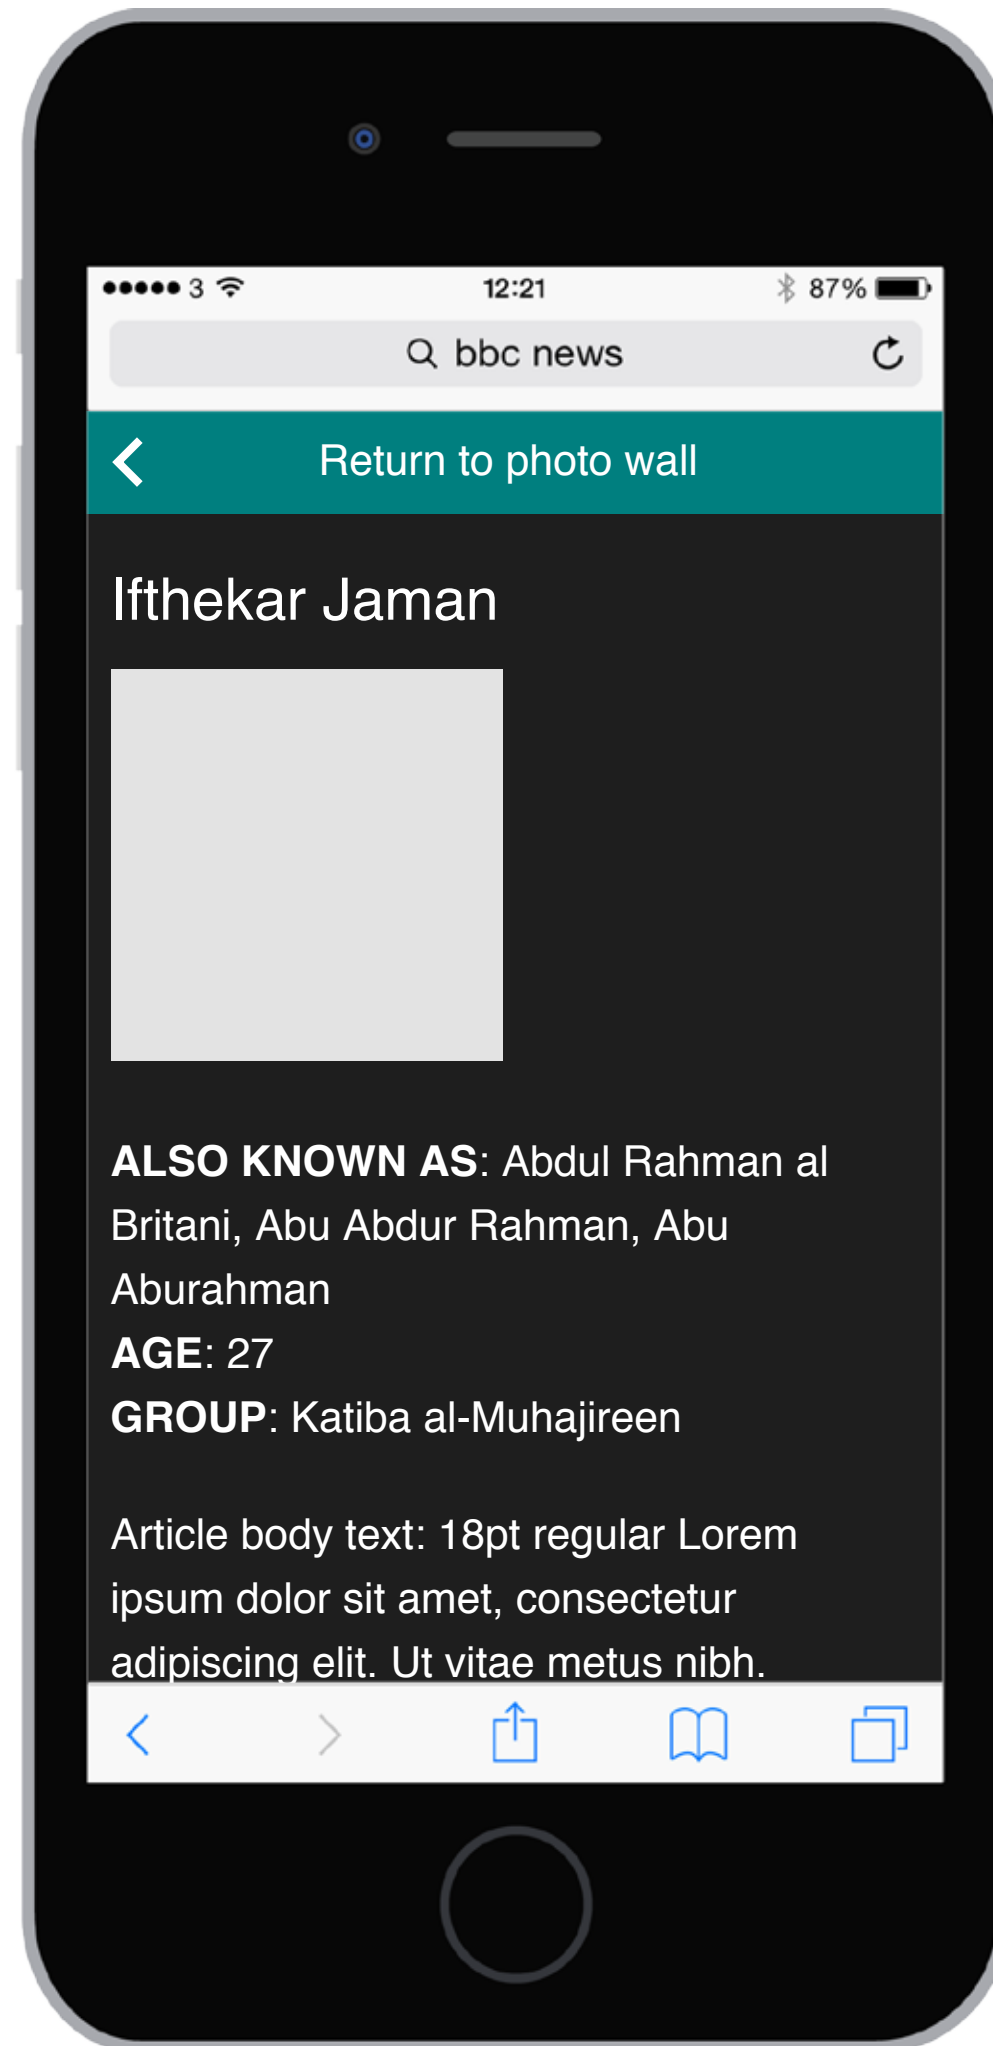 3 12:21 87%
bbc news
Return to photo wall
Ifthekar Jaman
ALSO KNOWN AS: Abdul Rahman al
Britani, Abu Abdur Rahman, Abu
Aburahman
AGE: 27
GROUP: Katiba al-Muhajireen
Article body text: 18pt regular Lorem
ipsum dolor sit amet, consectetur
adipiscing elit. Ut vitae metus nibh.